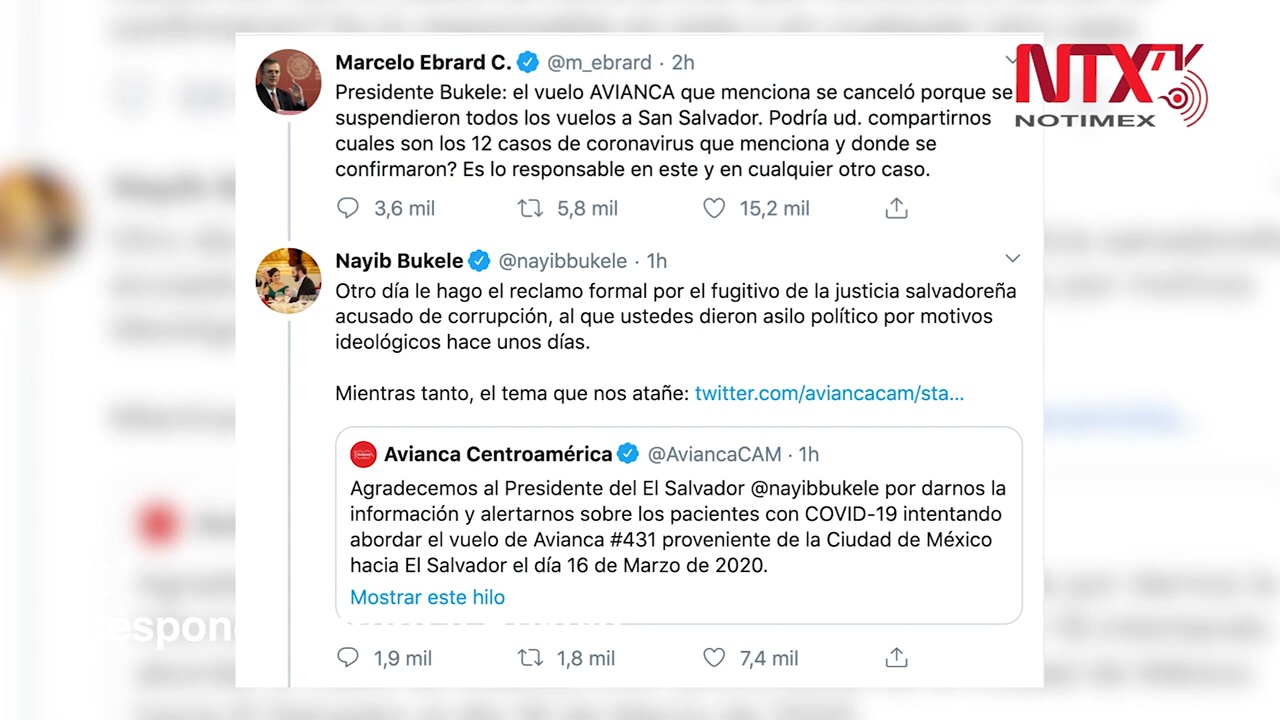 Marcelo Ebrard C. @m_ebrard · 2h
Presidente Bukele: el vuelo AVIANCA que menciona se canceló porque se
suspendieron todos los vuelos a San Salvador. Podría ud. compartirnos
cuales son los 12 casos de coronavirus que menciona y donde se
confirmaron? Es lo responsable en este y en cualquier otro caso.
3,6 mil 5,8 mil 15,2 mil
NTXTV
NOTIMEX
Nayib Bukele @nayibbukele · 1h
Otro día le hago el reclamo formal por el fugitivo de la justicia salvadoreña
acusado de corrupción, al que ustedes dieron asilo político por motivos
ideológicos hace unos días.
Mientras tanto, el tema que nos atañe: twitter.com/aviancacam/sta...
Avianca Centroamérica @AviancaCAM · 1h
Agradecemos al Presidente del El Salvador @nayibbukele por darnos la
información y alertarnos sobre los pacientes con COVID-19 intentando
abordar el vuelo de Avianca #431 proveniente de la Ciudad de México
hacia El Salvador el día 16 de Marzo de 2020.
Mostrar este hilo
1,9 mil 1,8 mil 7,4 mil